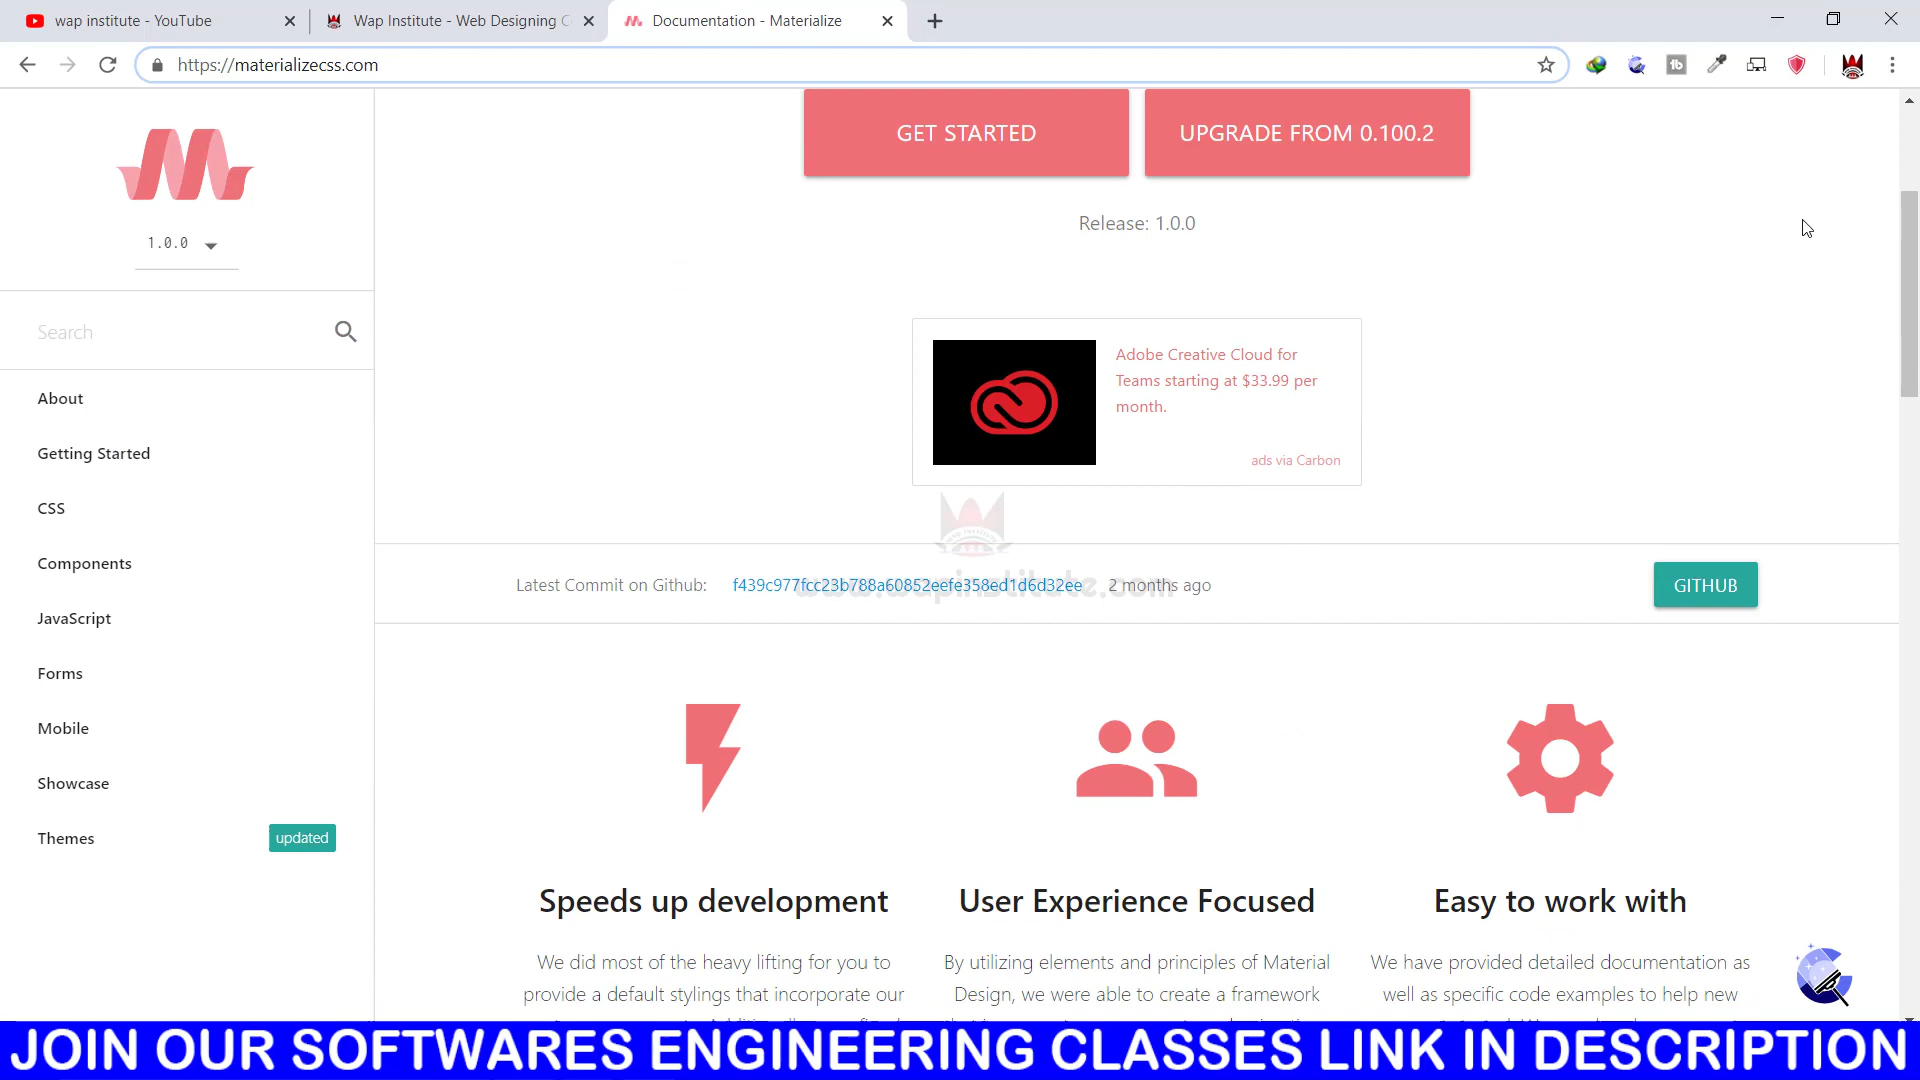 wap institute - YouTube
Wap Institute - Web Designing C
Documentation - Materialize
https://materializecss.com
GET STARTED
UPGRADE FROM 0.100.2
Release: 1.0.0
1.0.0
Search
About
Getting Started
CSS
Components
JavaScript
Forms
Mobile
Showcase
Themes
updated
Adobe Creative Cloud for
Teams starting at $33.99 per
month.
ads via Carbon
www.wapinstitute.com
Latest Commit on Github: f439c977fcc23b788a60852eefe358ed1d6d32ee 2 months ago
GITHUB
Speeds up development
We did most of the heavy lifting for you to
provide a default stylings that incorporate our
User Experience Focused
By utilizing elements and principles of Material
Design, we were able to create a framework
Easy to work with
We have provided detailed documentation as
well as specific code examples to help new
JOIN OUR SOFTWARES ENGINEERING CLASSES LINK IN DESCRIPTION